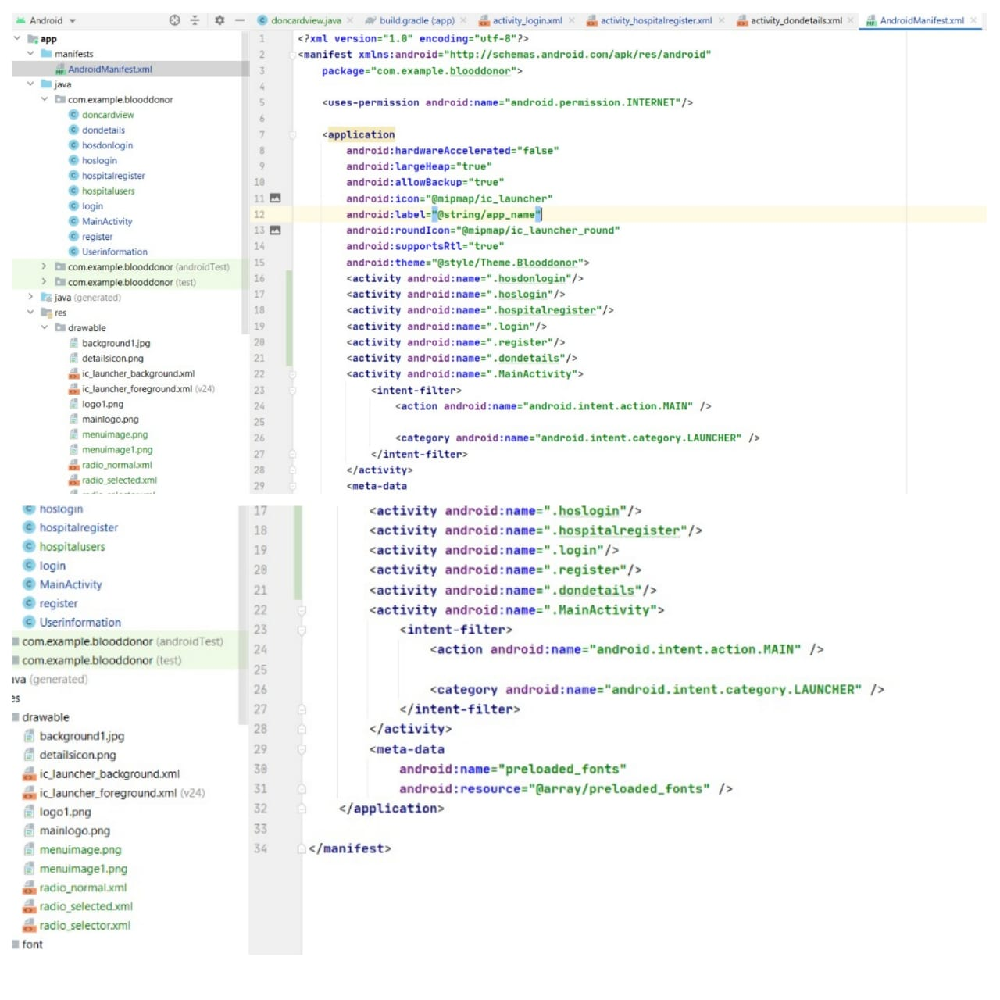 Android
doncardview.java
build.gradle (:app)
activity_login.xml
activity_hospitalregister.xml
activity_dondetails.xml
AndroidManifest.xml
app
manifests
AndroidManifest.xml
java
com.example.blooddonor
doncardview
dondetails
hosdonlogin
hoslogin
hospitalregister
hospitalusers
login
MainActivity
register
Userinformation
com.example.blooddonor (androidTest)
com.example.blooddonor (test)
java (generated)
res
drawable
background1.jpg
detailsicon.png
ic_launcher_background.xml
ic_launcher_foreground.xml (v24)
logo1.png
mainlogo.png
menuimage.png
menuimage1.png
radio_normal.xml
radio_selected.xml
1 <?xml version="1.0" encoding="utf-8"?>
2 <manifest xmlns:android="http://schemas.android.com/apk/res/android"
3 package="com.example.blooddonor">
4
5 <uses-permission android:name="android.permission.INTERNET"/>
6
7 <application
8 android:hardwareAccelerated="false"
9 android:largeHeap="true"
10 android:allowBackup="true"
11 android:icon="@mipmap/ic_launcher"
12 android:label="@string/app_name"
13 android:roundIcon="@mipmap/ic_launcher_round"
14 android:supportsRtl="true"
15 android:theme="@style/Theme.Blooddonor">
16 <activity android:name=".hosdonlogin"/>
17 <activity android:name=".hoslogin"/>
18 <activity android:name=".hospitalregister"/>
19 <activity android:name=".login"/>
20 <activity android:name=".register"/>
21 <activity android:name=".dondetails"/>
22 <activity android:name=".MainActivity">
23 <intent-filter>
24 <action android:name="android.intent.action.MAIN" />
25
26 <category android:name="android.intent.category.LAUNCHER" />
27 </intent-filter>
28 </activity>
29 <meta-data
hoslogin
hospitalregister
hospitalusers
login
MainActivity
register
Userinformation
com.example.blooddonor (androidTest)
com.example.blooddonor (test)
ava (generated)
es
drawable
background1.jpg
detailsicon.png
ic_launcher_background.xml
ic_launcher_foreground.xml (v24)
logo1.png
mainlogo.png
menuimage.png
menuimage1.png
radio_normal.xml
radio_selected.xml
radio_selector.xml
font
17 <activity android:name=".hoslogin"/>
18 <activity android:name=".hospitalregister"/>
19 <activity android:name=".login"/>
20 <activity android:name=".register"/>
21 <activity android:name=".dondetails"/>
22 <activity android:name=".MainActivity">
23 <intent-filter>
24 <action android:name="android.intent.action.MAIN" />
25
26 <category android:name="android.intent.category.LAUNCHER" />
27 </intent-filter>
28 </activity>
29 <meta-data
30 android:name="preloaded_fonts"
31 android:resource="@array/preloaded_fonts" />
32 </application>
33
34 </manifest>